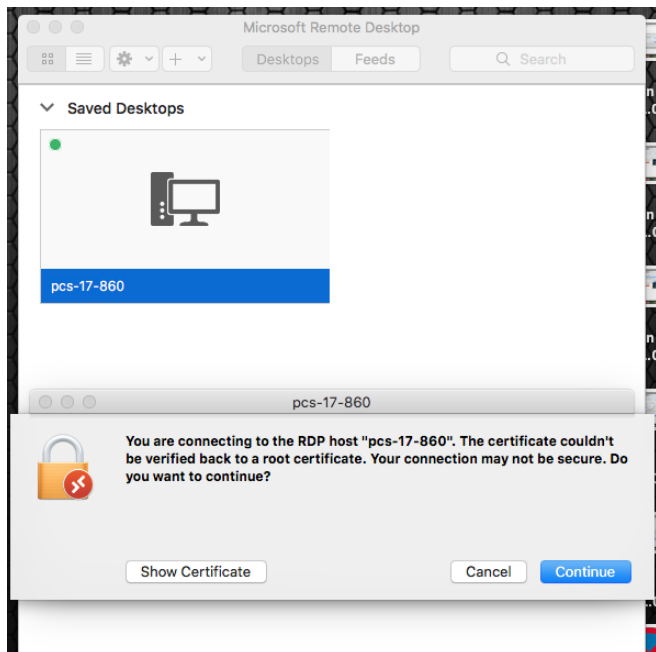 Microsoft Remote Desktop
Desktops
Feeds
Search
Saved Desktops
pcs-17-860
pcs-17-860
You are connecting to the RDP host "pcs-17-860". The certificate couldn't
be verified back to a root certificate. Your connection may not be secure. Do
you want to continue?
Show Certificate
Cancel
Continue